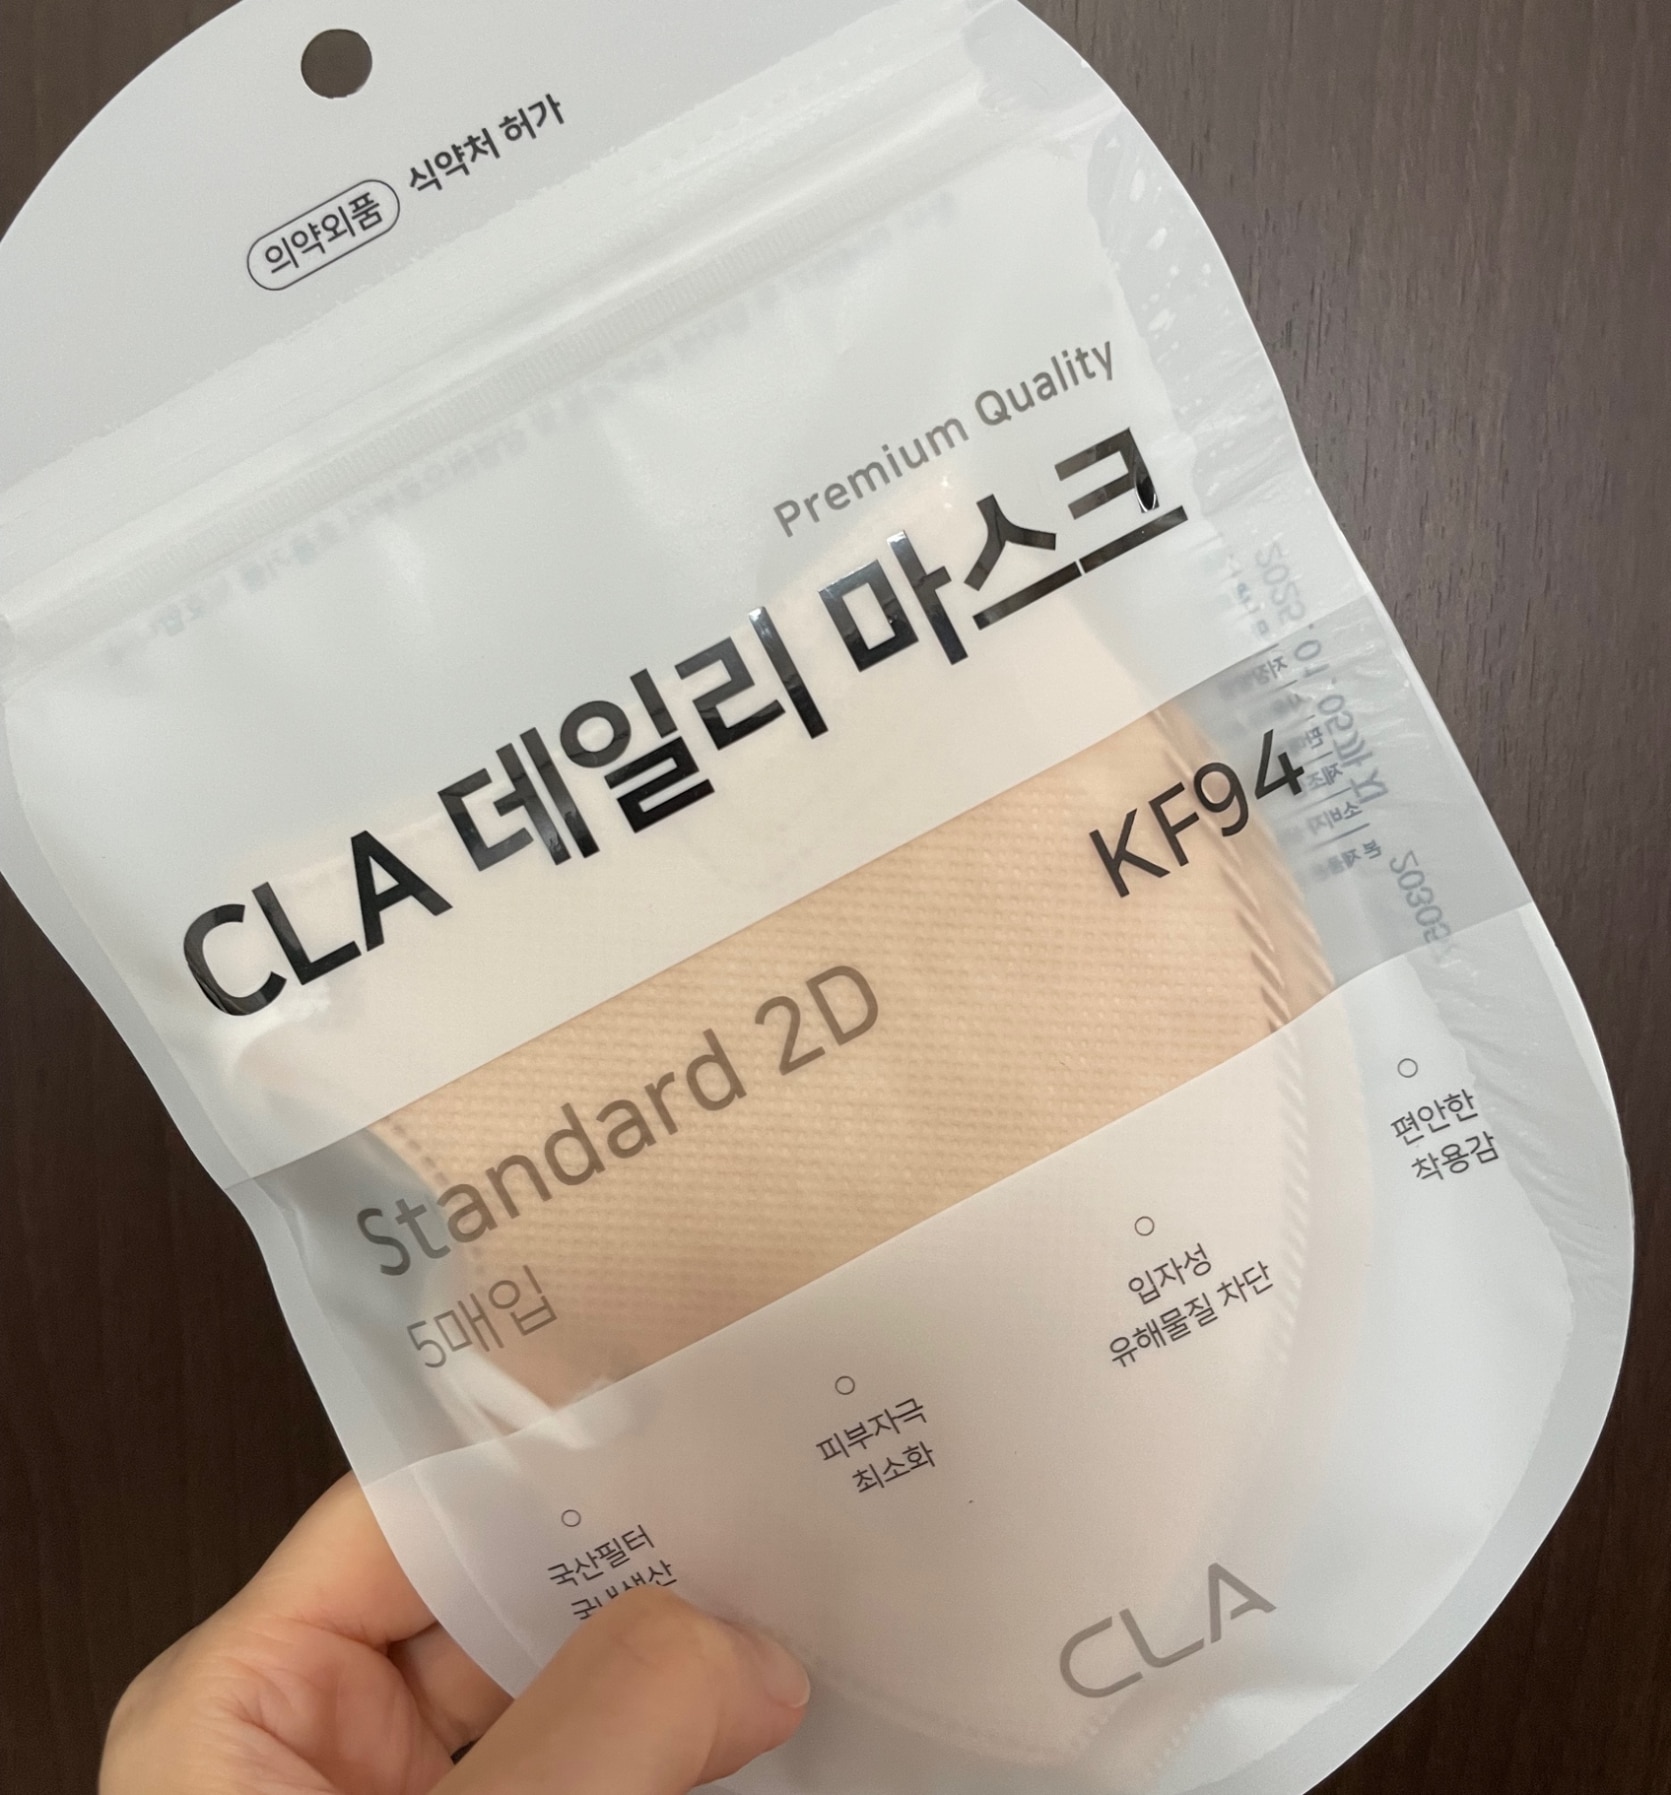 의약외품 식약처 허가
Premium Quality
CLA 데일리 마스크
KF94
Standard 2D
5매입
편안한
착용감
입자성
유해물질 차단
피부자극
최소화
국산필터
CLA